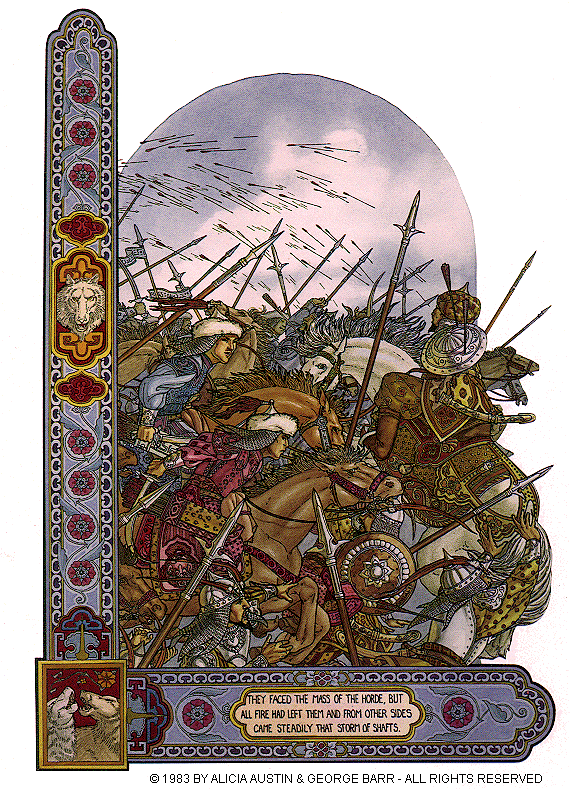 THEY FACED THE MASS OF THE HORDE, BUT
ALL FIRE HAD LEFT THEM AND FROM OTHER SIDES
CAME STEADILY THAT STORM OF SHAFTS.
© 1983 BY ALICIA AUSTIN & GEORGE BARR - ALL RIGHTS RESERVED